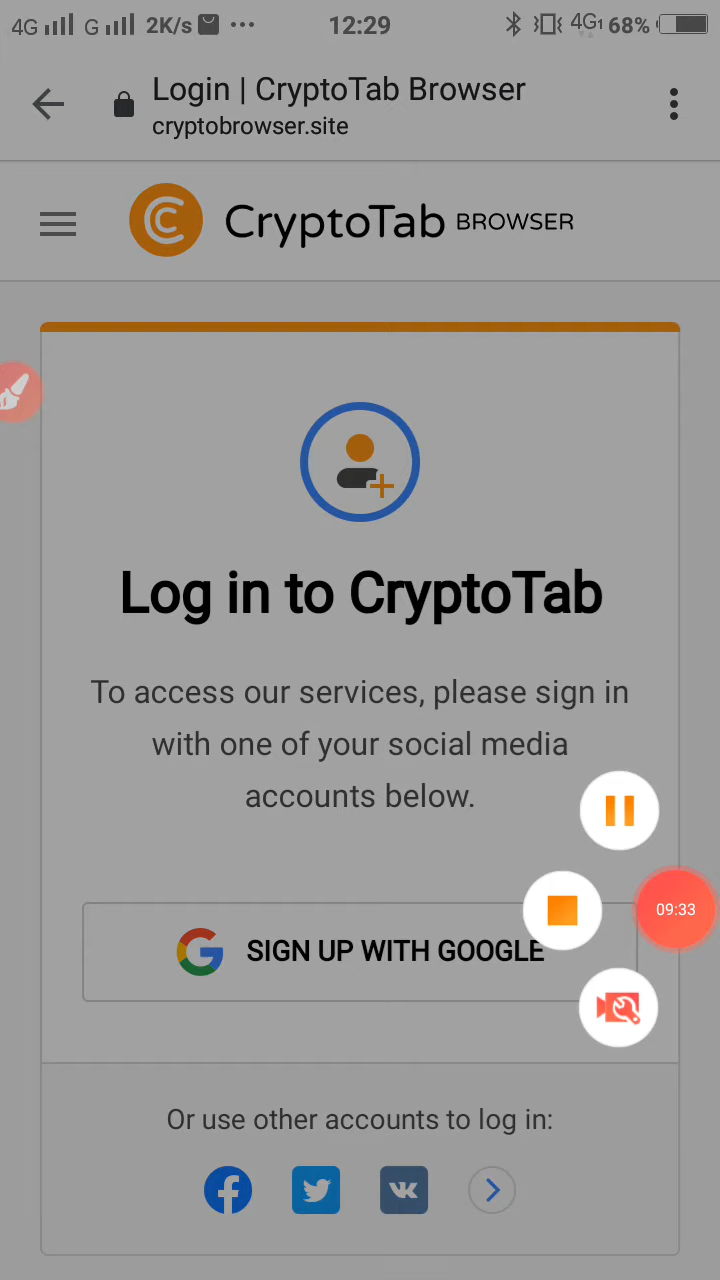 4G G 2K/s ... 12:29 4G 68%
Login | CryptoTab Browser
cryptobrowser.site
CryptoTab BROWSER
Log in to CryptoTab
To access our services, please sign in
with one of your social media
accounts below.
09:33
SIGN UP WITH GOOGLE
Or use other accounts to log in: